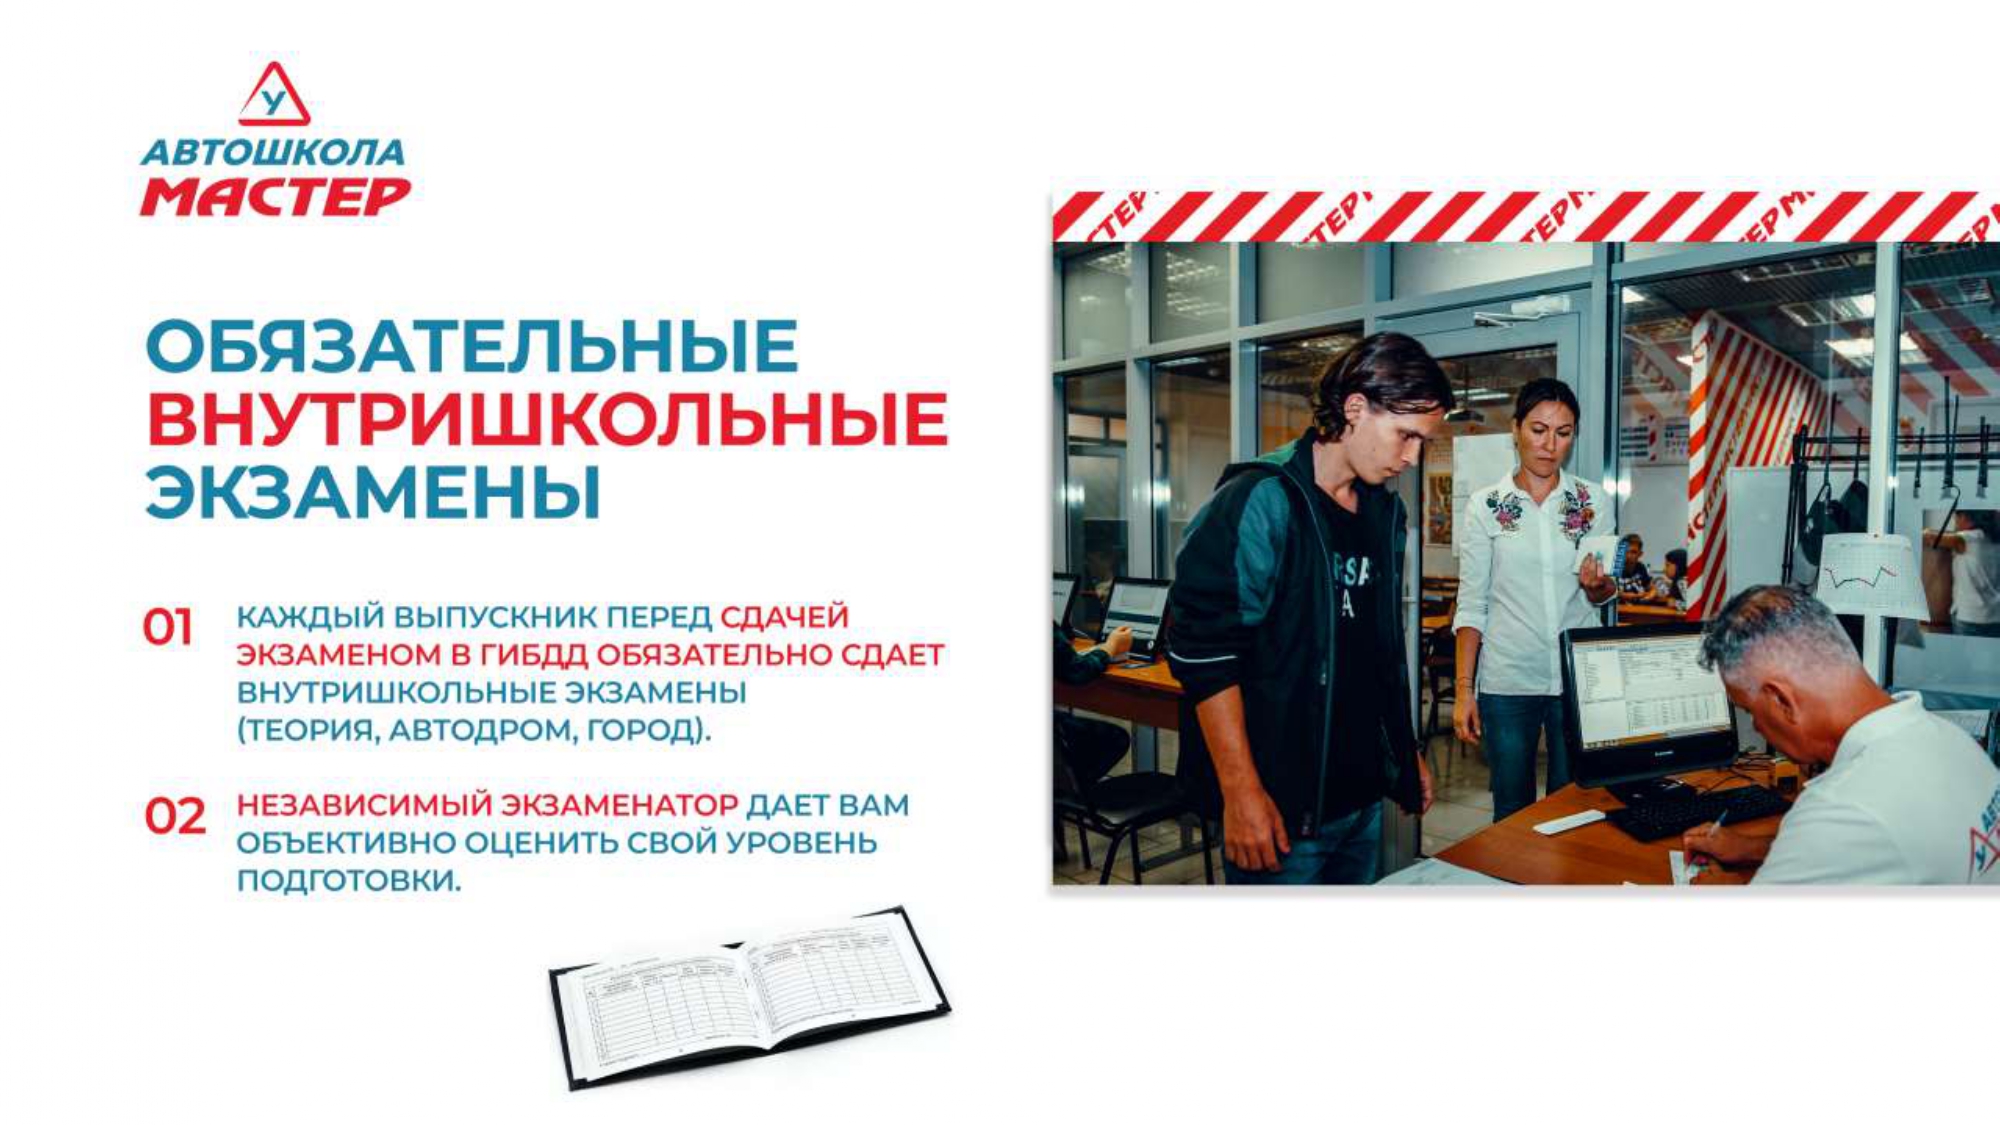 У
АВТОШКОЛА
МАСТЕР
ОБЯЗАТЕЛЬНЫЕ
ВНУТРИШКОЛЬНЫЕ
ЭКЗАМЕНЫ
01
КАЖДЫЙ ВЫПУСКНИК ПЕРЕД СДАЧЕЙ
ЭКЗАМЕНОМ В ГИБДД ОБЯЗАТЕЛЬНО СДАЕТ
ВНУТРИШКОЛЬНЫЕ ЭКЗАМЕНЫ
(ТЕОРИЯ, АВТОДРОМ, ГОРОД).
02
НЕЗАВИСИМЫЙ ЭКЗАМЕНАТОР ДАЕТ ВАМ
ОБЪЕКТИВНО ОЦЕНИТЬ СВОЙ УРОВЕНЬ
ПОДГОТОВКИ.